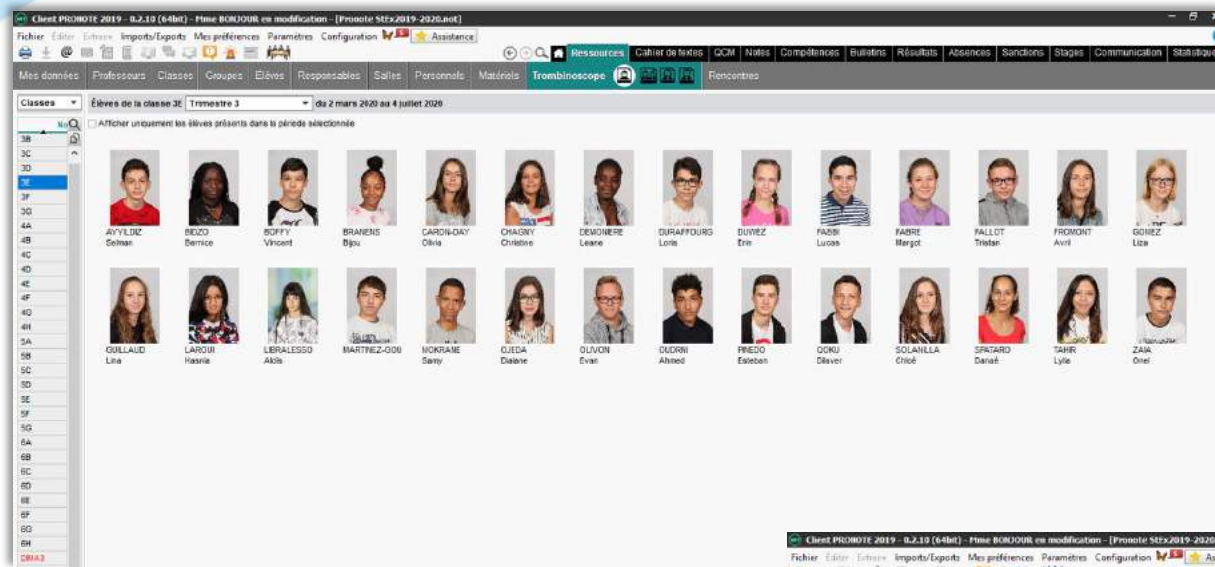 Client PRONOTE 2019 - 0.2.10 (64bit) - Mme BONJOUR en modification - [Pronote StEx2019-2020.not]
Fichier Éditer Extraire Imports/Exports Mes préférences Paramètres Configuration Assistance
Ressources Cahier de textes QCM Notes Compétences Bulletins Résultats Absences Sanctions Stages Communication Statistique
Mes données Professeurs Classes Groupes Élèves Responsables Salles Personnels Matériels Trombinoscope Rencontres
Classes Élèves de la classe 3E Trimestre 3 du 2 mars 2020 au 4 juillet 2020
No Afficher uniquement les élèves présents dans la période sélectionnée
3B
3C
3D
3E
3F
3G
4A
4B
4C
4D
4E
4F
4G
4H
5A
5B
5C
5D
5E
5F
5G
6A
6B
6C
6D
6E
6F
6G
6H
AYYILDIZ BIDZO BOFFY BRANENS CARON-DAY CHAGNY DEMONIERE DURAFFOURG DUWEZ FABBI FABRE FALLOT FROMONT GOMEZ
Selman Bernice Vincent Bijou Olivia Christine Leane Loris Erin Lucas Margot Tristan Avril Liza
GUILLAUD LAROUI LIBRALESSO MARTINEZ-GOU MOKRANE OJEDA OLIVON OUDRNI PINEDO QOKU SOLANILLA SPATARO TAHIR ZAIA
Lina Hasnia Aloïs Samy Daiane Evan Ahmed Esteban Dilaver Chloé Danaé Lylia Onel
Client PRONOTE 2019 - 0.2.10 (64bit) - Mme BONJOUR en modification - [Pronote StEx2019-2020
Fichier Éditer Extraire Imports/Exports Mes préférences Paramètres Configuration